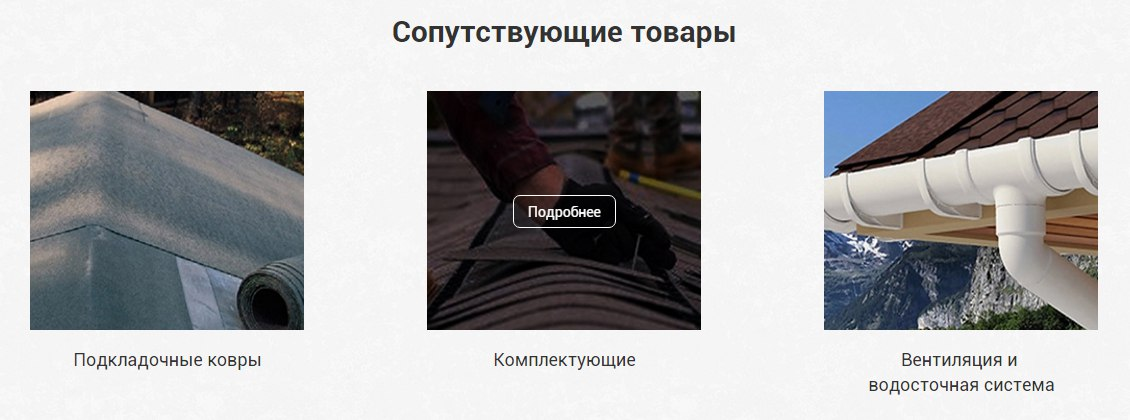 Сопутствующие товары
Подробнее
Подкладочные ковры
Комплектующие
Вентиляция и
водосточная система